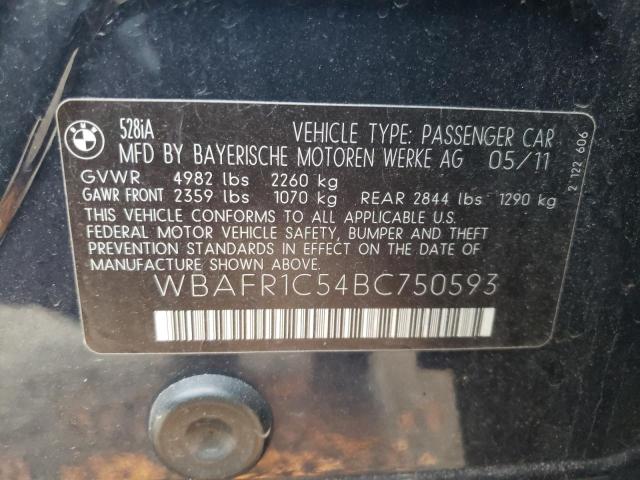 BMW
528iA
VEHICLE TYPE: PASSENGER CAR
MFD BY BAYERISCHE MOTOREN WERKE AG 05/11
GVWR 4982 lbs 2260 kg
GAWR FRONT 2359 lbs 1070 kg REAR 2844 lbs 1290 kg
THIS VEHICLE CONFORMS TO ALL APPLICABLE U.S.
FEDERAL MOTOR VEHICLE SAFETY, BUMPER AND THEFT
PREVENTION STANDARDS IN EFFECT ON THE DATE OF
MANUFACTURE SHOWN ABOVE.
WBAFR1C54BC750593
2 122 606